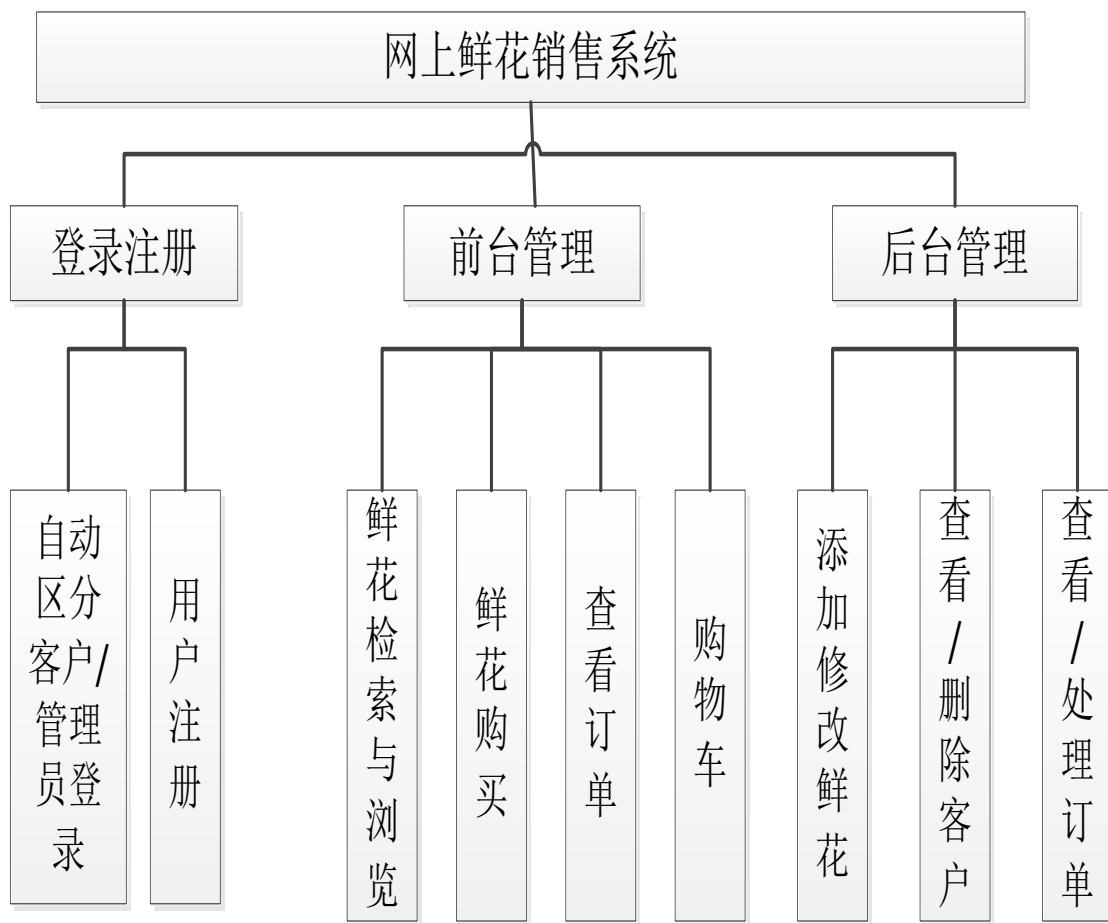 网上鲜花销售系统
登录注册
前台管理
后台管理
自动
区分
客户/
管理
员登
录
用户注册
鲜花检索与浏览
鲜花购买
查看订单
购物车
添加修改鲜花
查看/删除客户
查看/处理订单